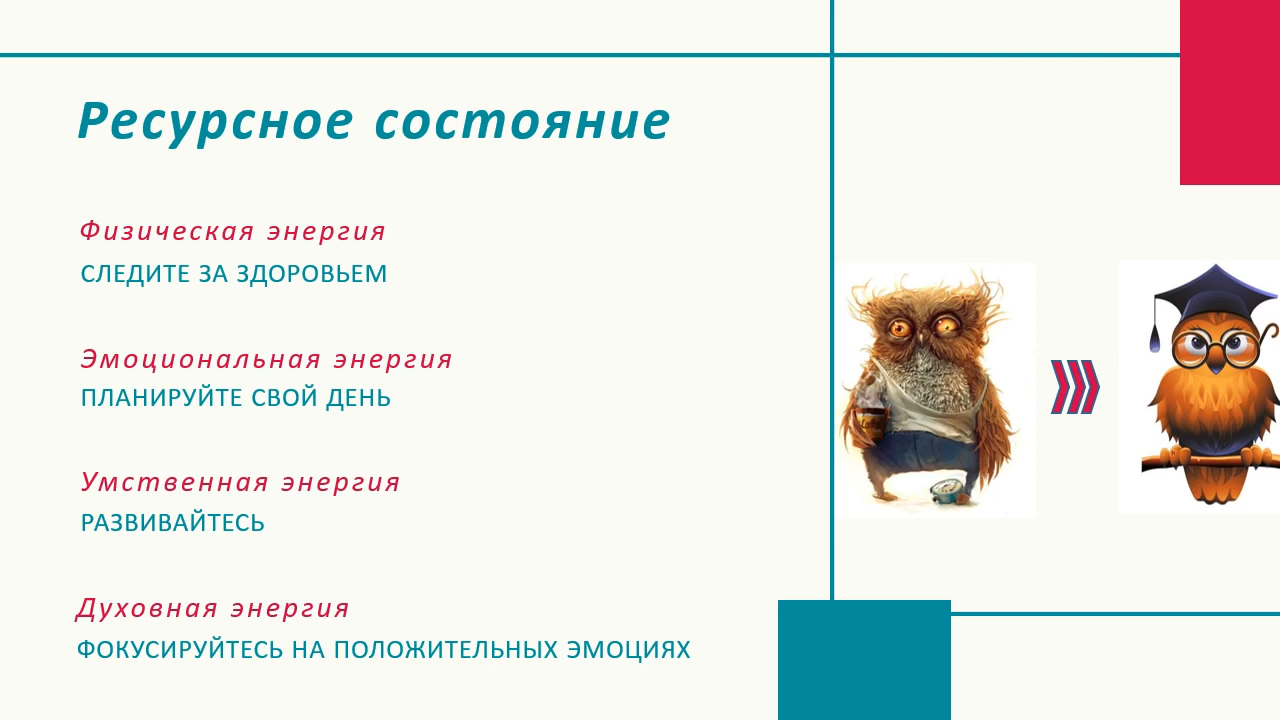 Ресурсное состояние
Физическая энергия
СЛЕДИТЕ ЗА ЗДОРОВЬЕМ
Эмоциональная энергия
ПЛАНИРУЙТЕ СВОЙ ДЕНЬ
Умственная энергия
РАЗВИВАЙТЕСЬ
Духовная энергия
ФОКУСИРУЙТЕСЬ НА ПОЛОЖИТЕЛЬНЫХ ЭМОЦИЯХ